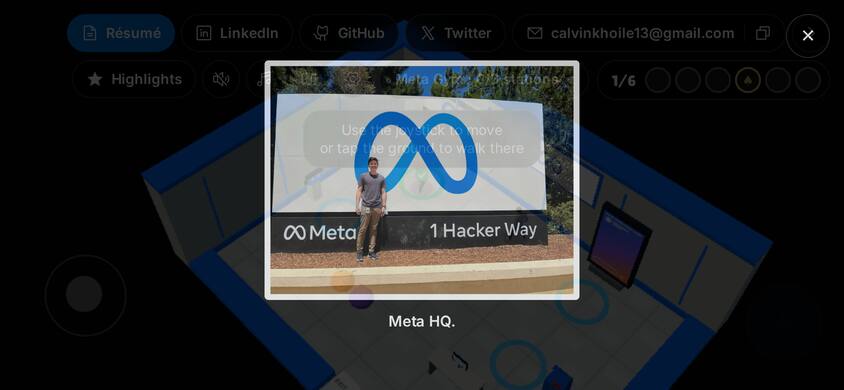 Résumé
LinkedIn
GitHub
Twitter
calvinkhoile13@gmail.com
Highlights
1/6
Use the joystick to move
or tap the ground to walk there
Meta
1 Hacker Way
Meta HQ.